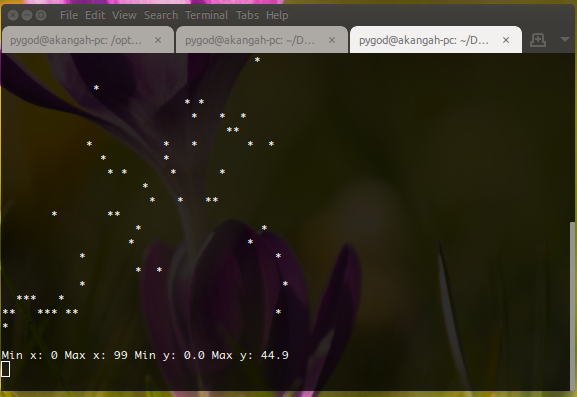 File Edit View Search Terminal Tabs Help
pygod@akangah-pc: /opt... × pygod@akangah-pc: ~/D... × pygod@akangah-pc: ~/D... ×
*
*
* *
* * *
**
* * * * *
* *
* * * *
*
* * **
* **
* *
* *
* *
* *
* *
*** *
** *** ** *
*
Min x: 0 Max x: 99 Min y: 0.0 Max y: 44.9